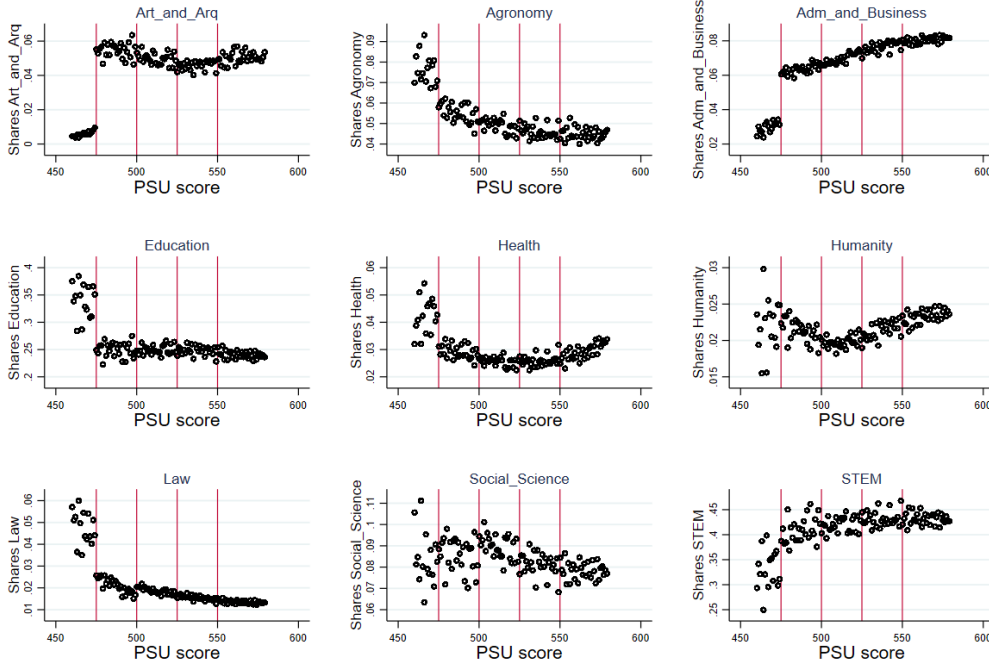 Art_and_Arq
Shares Art_and_Arq
0 .02 .04 .06
450 500 550 600
PSU score
Agronomy
Shares Agronomy
.04 .05 .06 .07 .08 .09
450 500 550 600
PSU score
Adm_and_Business
Shares Adm_and_Business
.02 .04 .06 .08
450 500 550 600
PSU score
Education
Shares Education
.2 .25 .3 .35 .4
450 500 550 600
PSU score
Health
Shares Health
.02 .03 .04 .05 .06
450 500 550 600
PSU score
Humanity
Shares Humanity
.015 .02 .025 .03
450 500 550 600
PSU score
Law
Shares Law
.01 .02 .03 .04 .05 .06
450 500 550 600
PSU score
Social_Science
Shares Social_Science
.06 .07 .08 .09 .1 .11
450 500 550 600
PSU score
STEM
Shares STEM
.25 .3 .35 .4 .45
450 500 550 600
PSU score